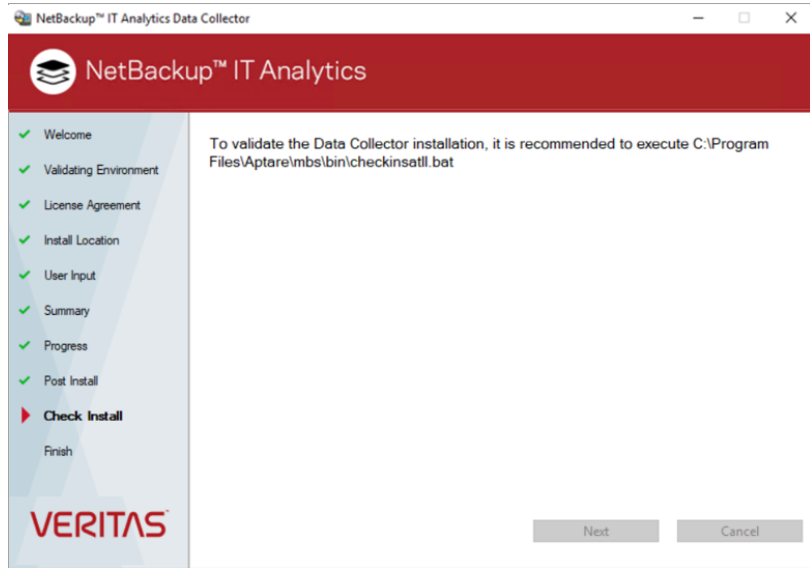 NetBackup™ IT Analytics Data Collector
NetBackup™ IT Analytics
Welcome
Validating Environment
License Agreement
Install Location
User Input
Summary
Progress
Post Install
Check Install
Finish
To validate the Data Collector installation, it is recommended to execute C:\Program
Files\Aptare\mbs\bin\checkinsatll.bat
VERITAS
Next
Cancel